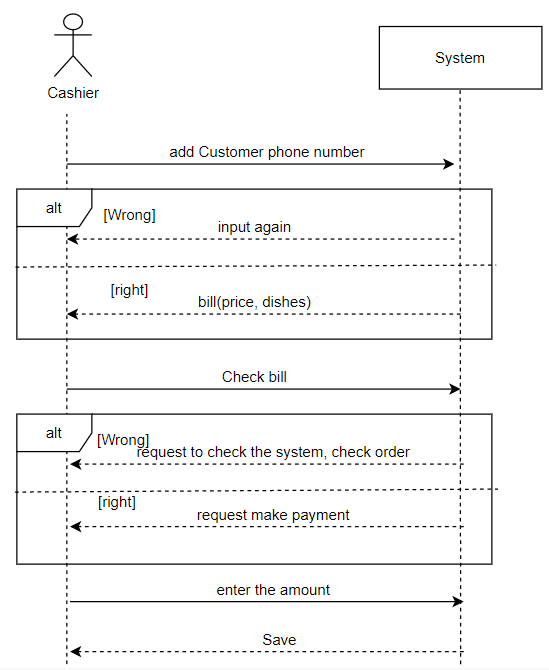 Cashier
System
add Customer phone number
alt
[Wrong]
input again
[right]
bill(price, dishes)
Check bill
alt
[Wrong]
request to check the system, check order
[right]
request make payment
enter the amount
Save